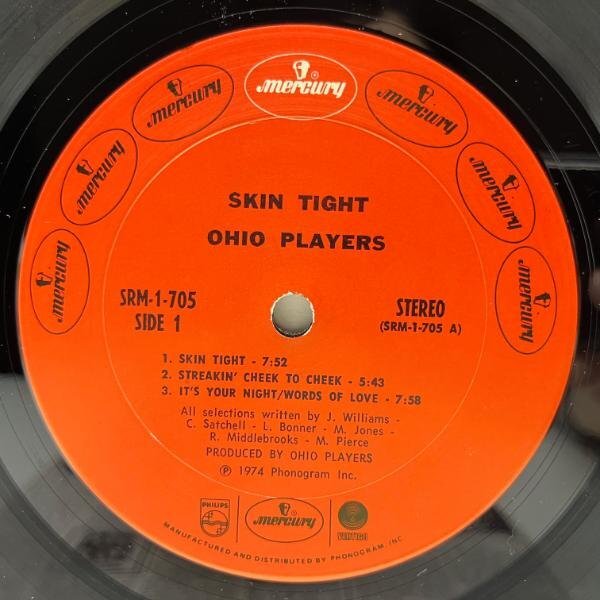 mercury
mercury
mercury
mercury ®
mercury
mercury
mercury
SKIN TIGHT
OHIO PLAYERS
SRM-1-705
SIDE 1
STEREO
(SRM-1-705 A)
1. SKIN TIGHT - 7:52
2. STREAKIN' CHEEK TO CHEEK - 5:43
3. IT'S YOUR NIGHT/WORDS OF LOVE - 7:58
All selections written by J. Williams -
C. Satchell - L. Bonner - M. Jones -
R. Middlebrooks - M. Pierce
PRODUCED BY OHIO PLAYERS
℗ 1974 Phonogram Inc.
PHILIPS
mercury
VERTIGO
MANUFACTURED AND DISTRIBUTED BY PHONOGRAM, INC